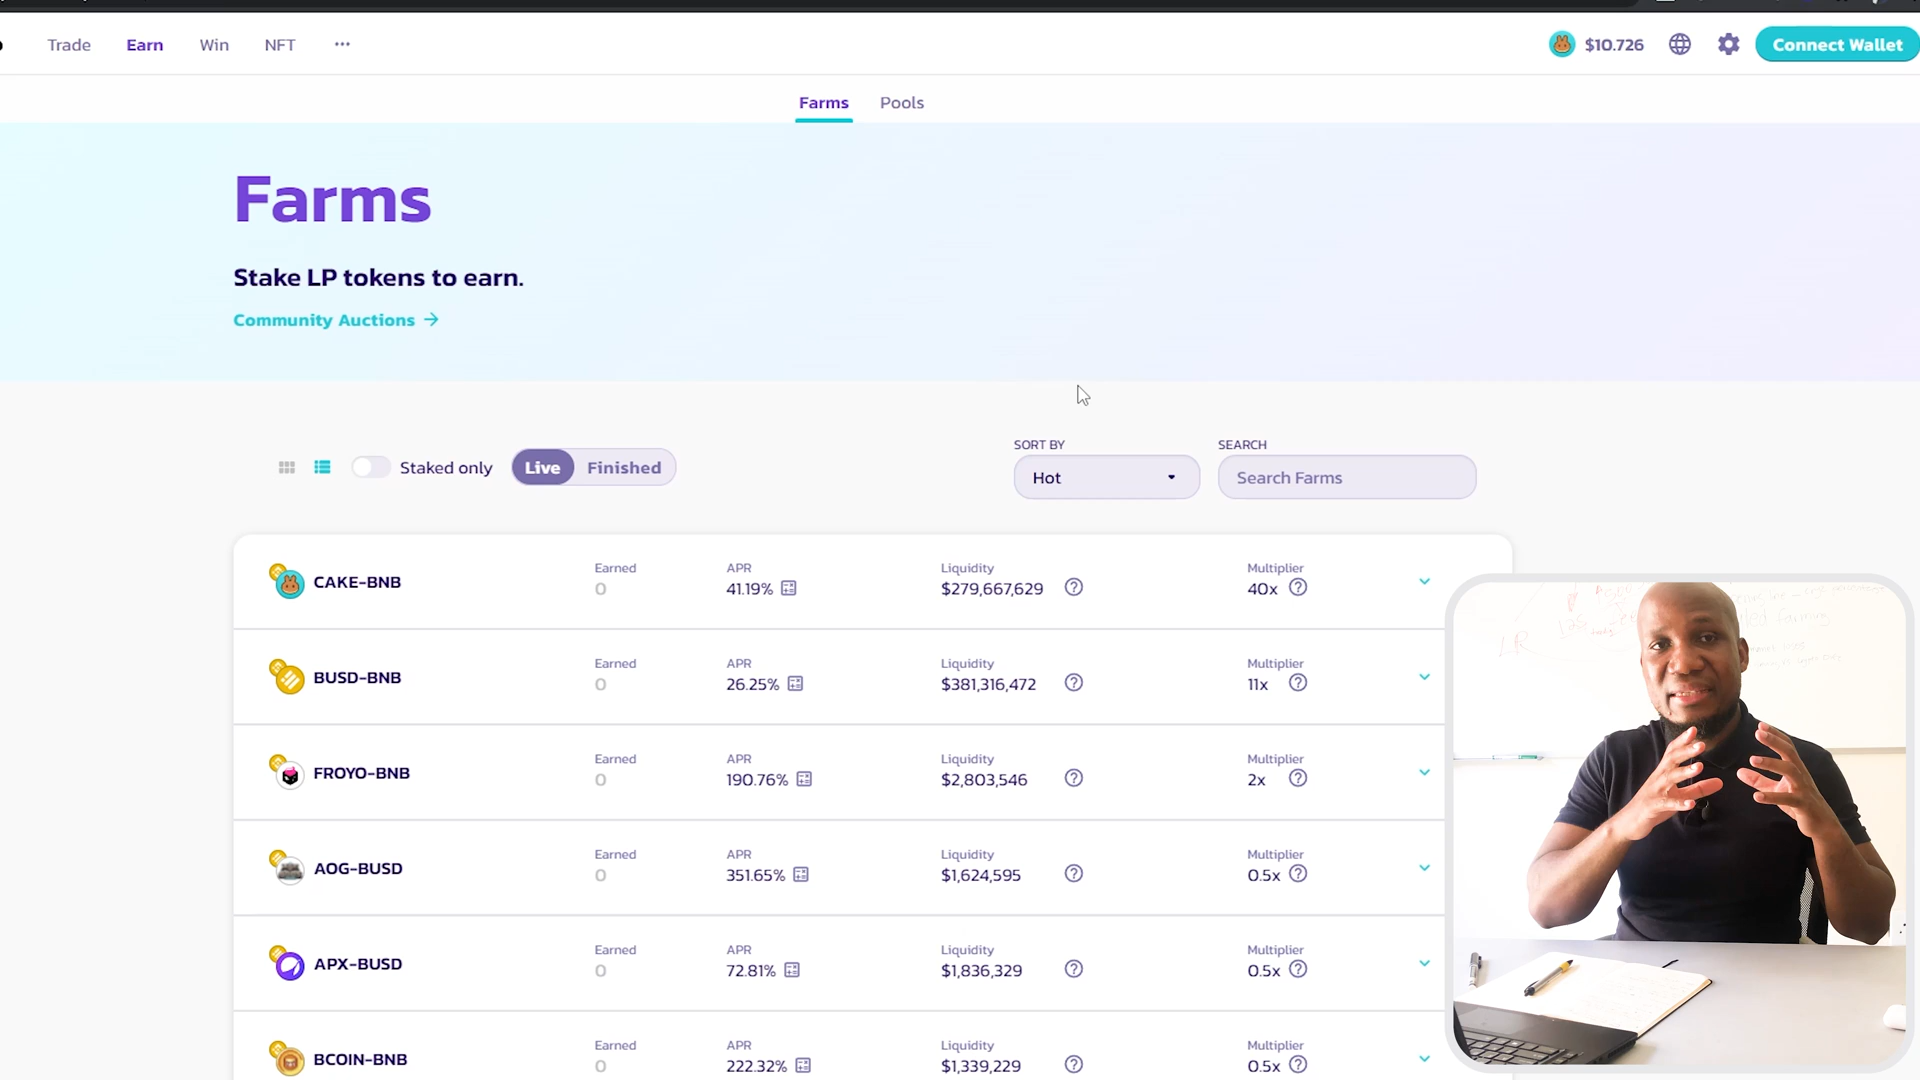 Trade Earn Win NFT ... $10.726 Connect Wallet
Farms Pools
Farms
Stake LP tokens to earn.
Community Auctions →
Staked only Live Finished
SORT BY
Hot
SEARCH
Search Farms
CAKE-BNB
Earned
0
APR
41.19%
Liquidity
$279,667,629
Multiplier
40x
BUSD-BNB
Earned
0
APR
26.25%
Liquidity
$381,316,472
Multiplier
11x
FROYO-BNB
Earned
0
APR
190.76%
Liquidity
$2,803,546
Multiplier
2x
AOG-BUSD
Earned
0
APR
351.65%
Liquidity
$1,624,595
Multiplier
0.5x
APX-BUSD
Earned
0
APR
72.81%
Liquidity
$1,836,329
Multiplier
0.5x
BCOIN-BNB
Earned
0
APR
222.32%
Liquidity
$1,339,229
Multiplier
0.5x
LP
Farming